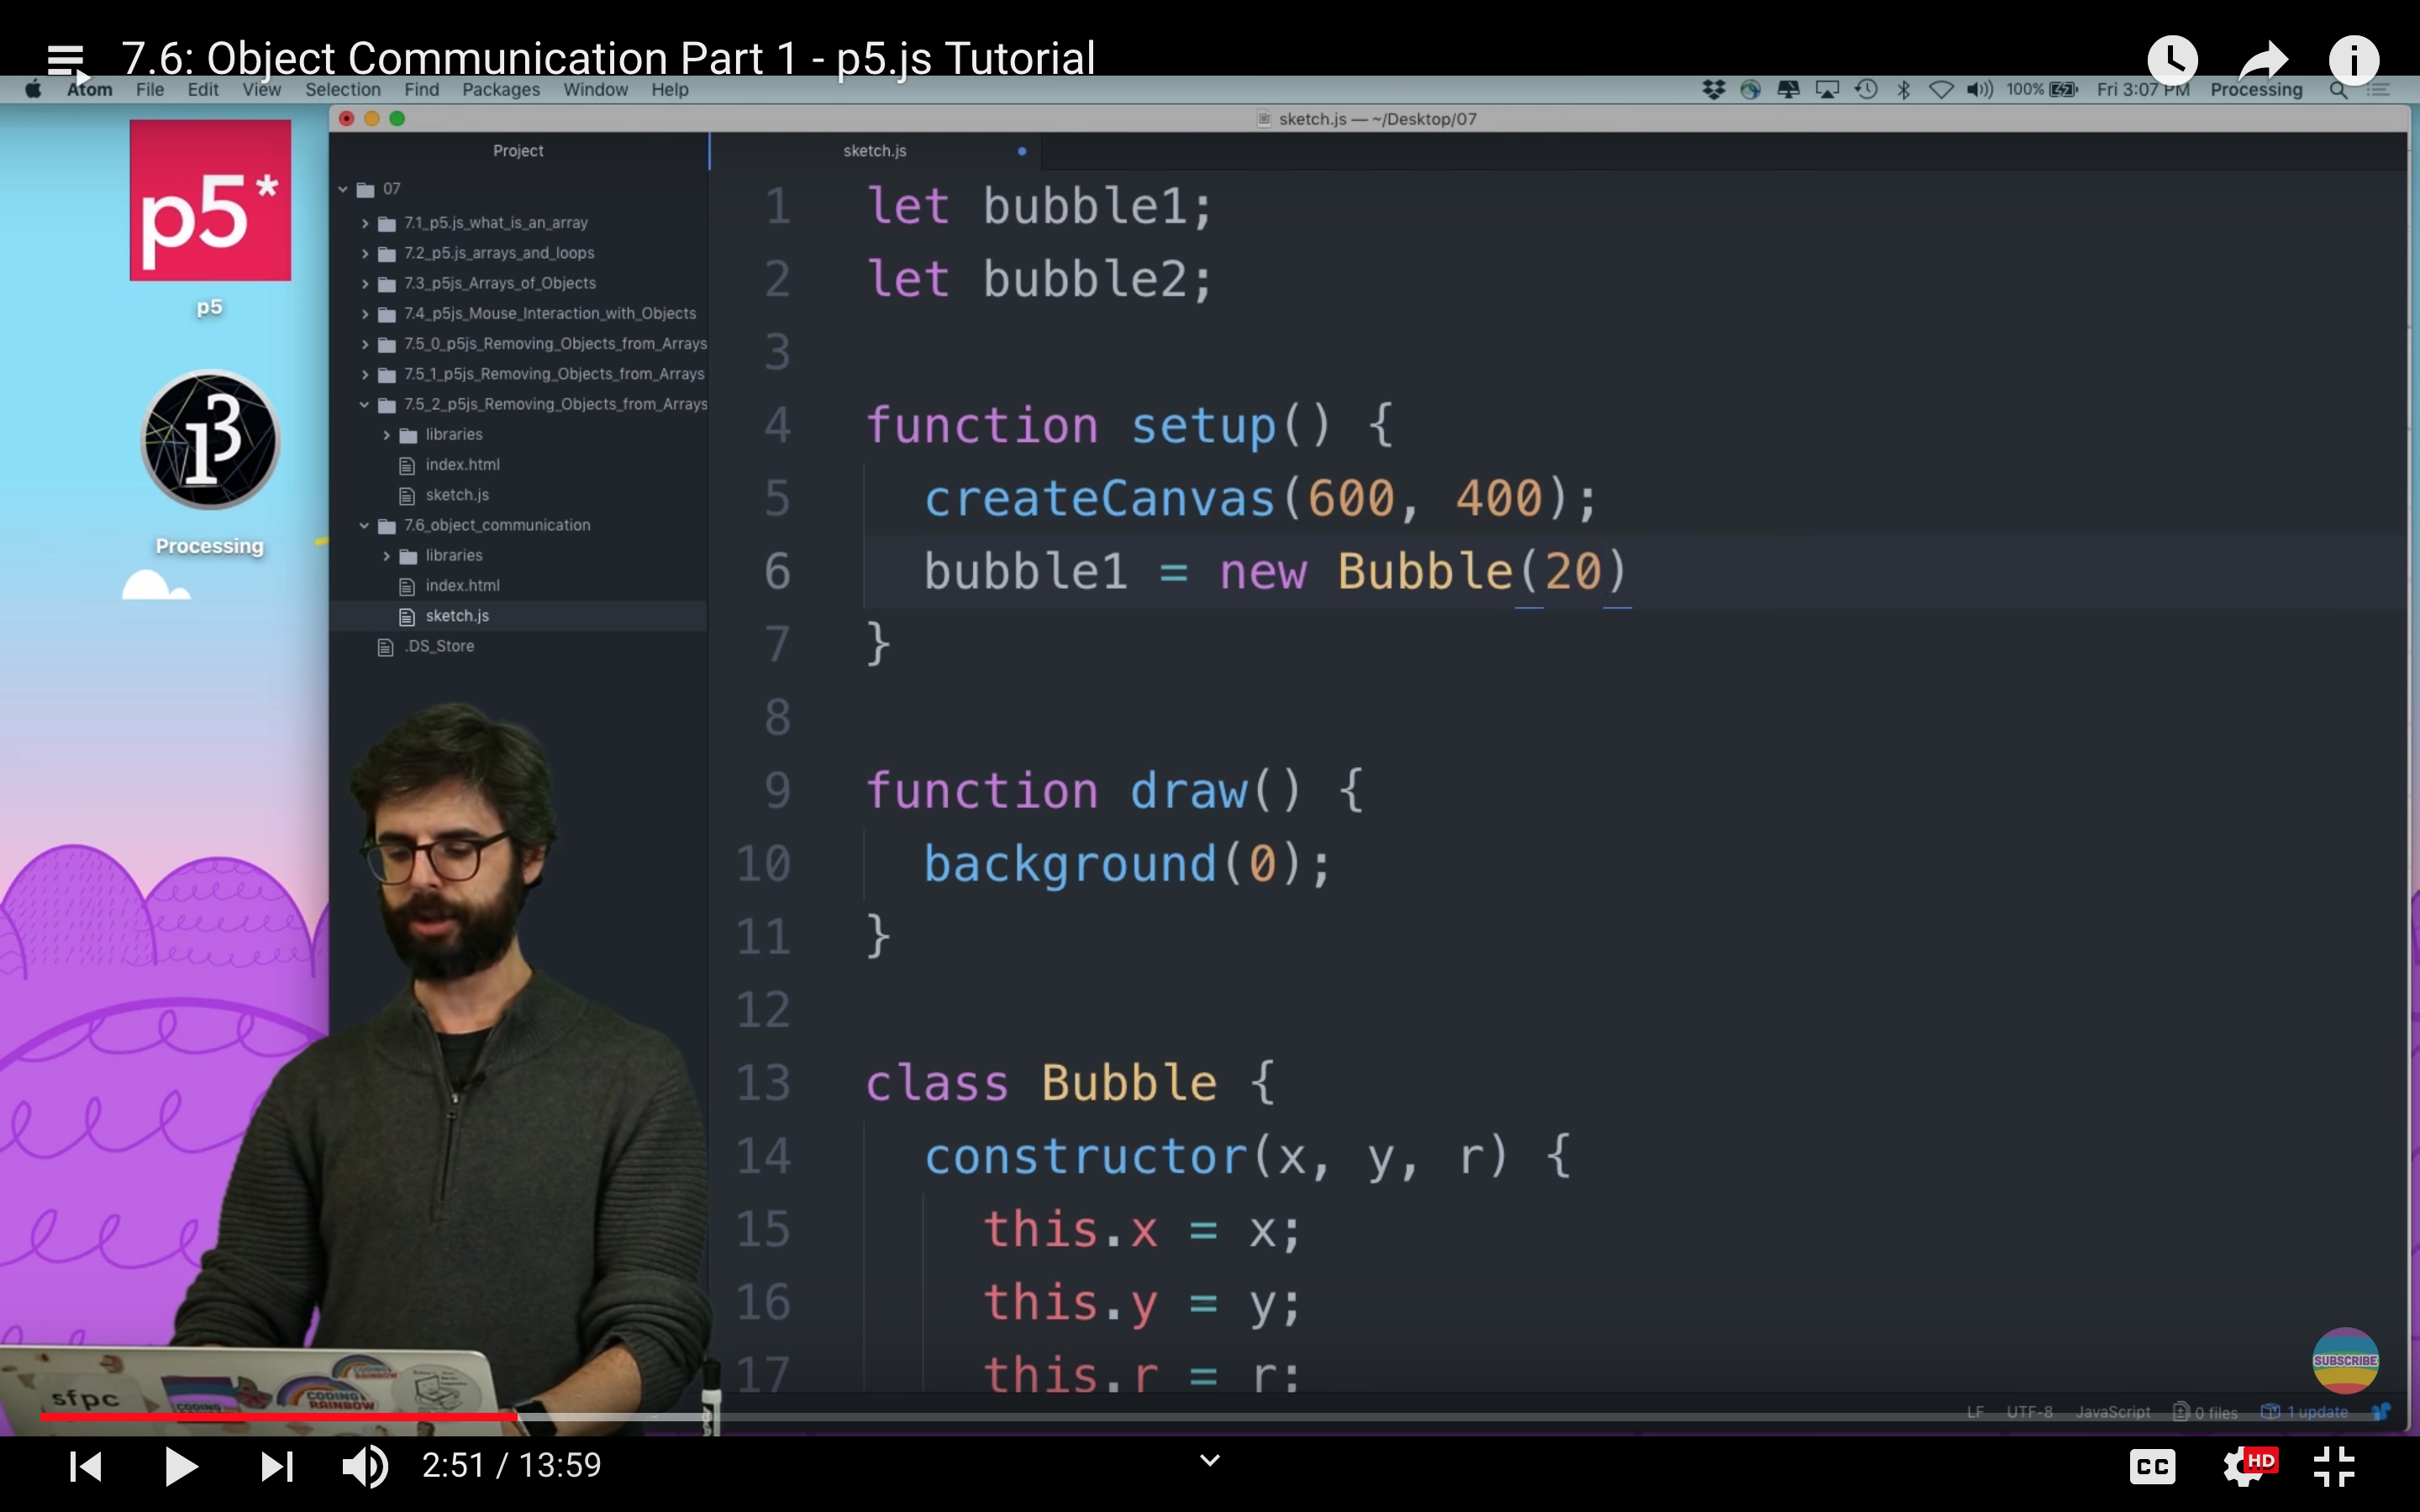 7.6: Object Communication Part 1 - p5.js Tutorial
Atom File Edit View Selection Find Packages Window Help 100% Fri 3:07 PM Processing
sketch.js — ~/Desktop/07
p5*
p5
Processing
Project
07
7.1_p5.js_what_is_an_array
7.2_p5.js_arrays_and_loops
7.3_p5js_Arrays_of_Objects
7.4_p5js_Mouse_Interaction_with_Objects
7.5_0_p5js_Removing_Objects_from_Arrays
7.5_1_p5js_Removing_Objects_from_Arrays
7.5_2_p5js_Removing_Objects_from_Arrays
libraries
index.html
sketch.js
7.6_object_communication
libraries
index.html
sketch.js
.DS_Store
sketch.js
1 let bubble1;
2 let bubble2;
3
4 function setup() {
5 createCanvas(600, 400);
6 bubble1 = new Bubble(20)
7 }
8
9 function draw() {
10 background(0);
11 }
12
13 class Bubble {
14 constructor(x, y, r) {
15 this.x = x;
16 this.y = y;
17 this.r = r;
sfpc
CODING
CODING RAINBOW
SUBSCRIBE
LF UTF-8 JavaScript 0 files 1 update
2:51 / 13:59
CC
HD